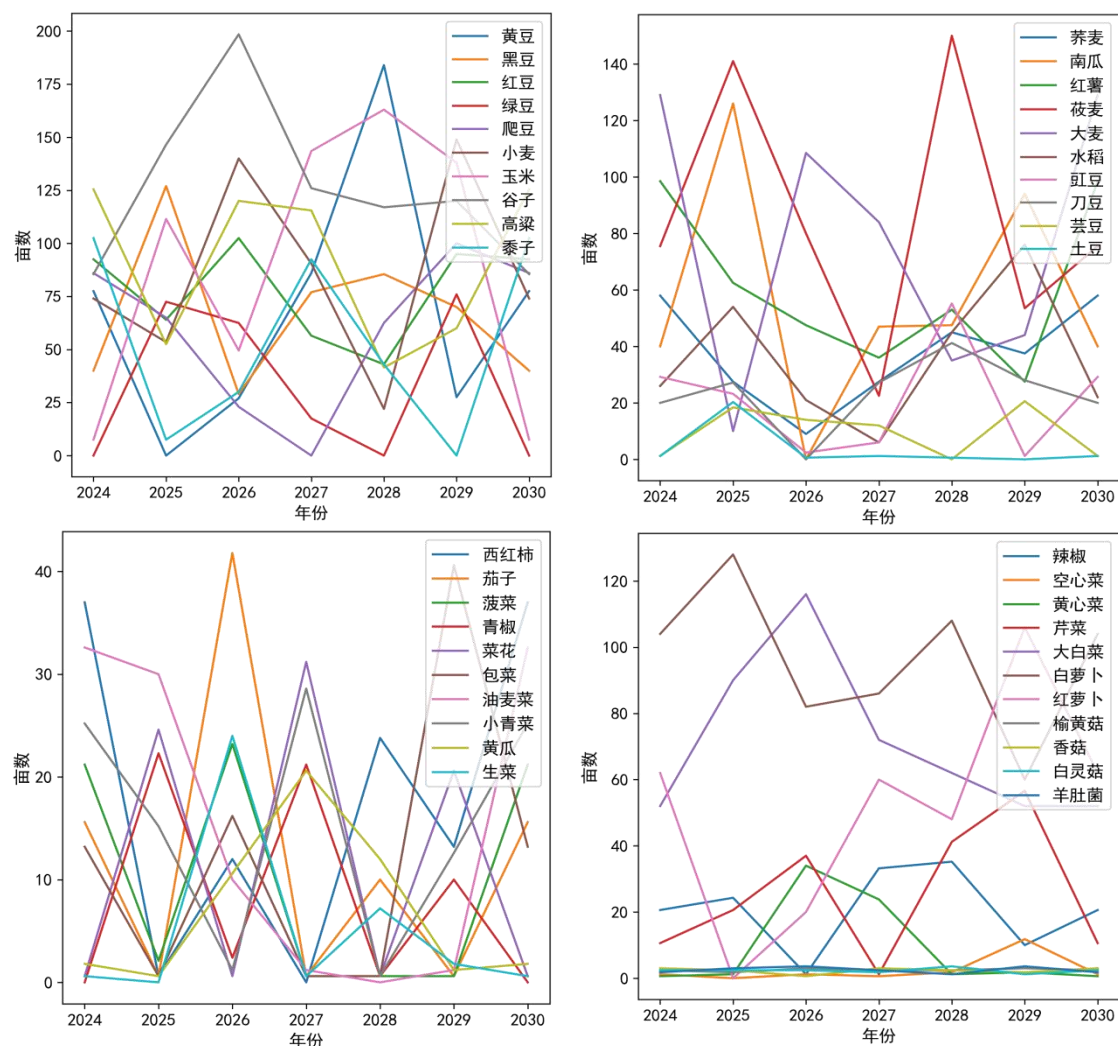 200
175
150
125
100
75
50
25
0
亩数
2024 2025 2026 2027 2028 2029 2030
年份
黄豆
黑豆
红豆
绿豆
爬豆
小麦
玉米
谷子
高粱
黍子
140
120
100
80
60
40
20
0
亩数
2024 2025 2026 2027 2028 2029 2030
年份
荞麦
南瓜
红薯
莜麦
大麦
水稻
豇豆
刀豆
芸豆
土豆
40
30
20
10
0
亩数
2024 2025 2026 2027 2028 2029 2030
年份
西红柿
茄子
菠菜
青椒
菜花
包菜
油麦菜
小青菜
黄瓜
生菜
120
100
80
60
40
20
0
亩数
2024 2025 2026 2027 2028 2029 2030
年份
辣椒
空心菜
黄心菜
芹菜
大白菜
白萝卜
红萝卜
榆黄菇
香菇
白灵菇
羊肚菌